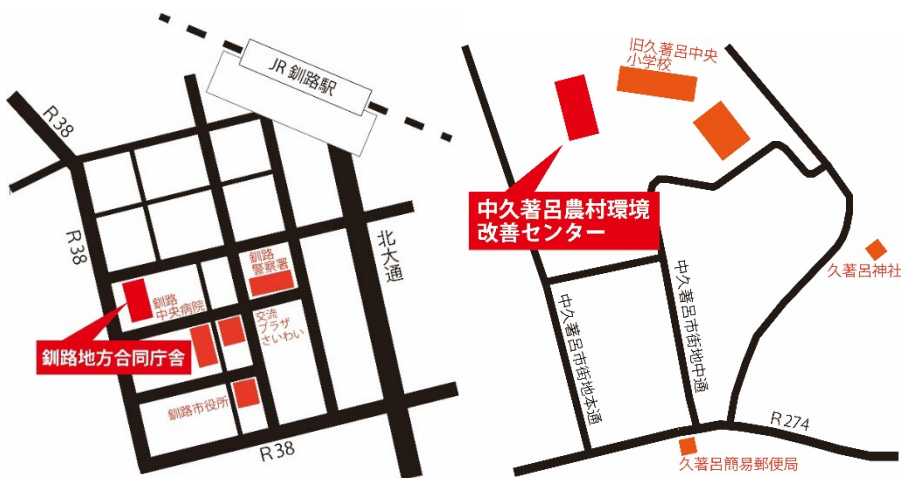 JR 釧路駅
R 38
R 38
北大通
釧路
警察署
釧路
中央病院
交流
プラザ
さいわい
釧路地方合同庁舎
釧路市役所
R 38
旧久著呂中央
小学校
中久著呂農村環境
改善センター
久著呂神社
中久著呂市街地本通
中久著呂市街地中通
R 274
久著呂簡易郵便局